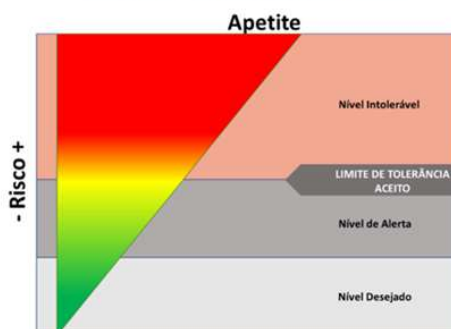 Apetite
- Risco +
Nível Intolerável
LIMITE DE TOLERÂNCIA
ACEITO
Nível de Alerta
Nível Desejado